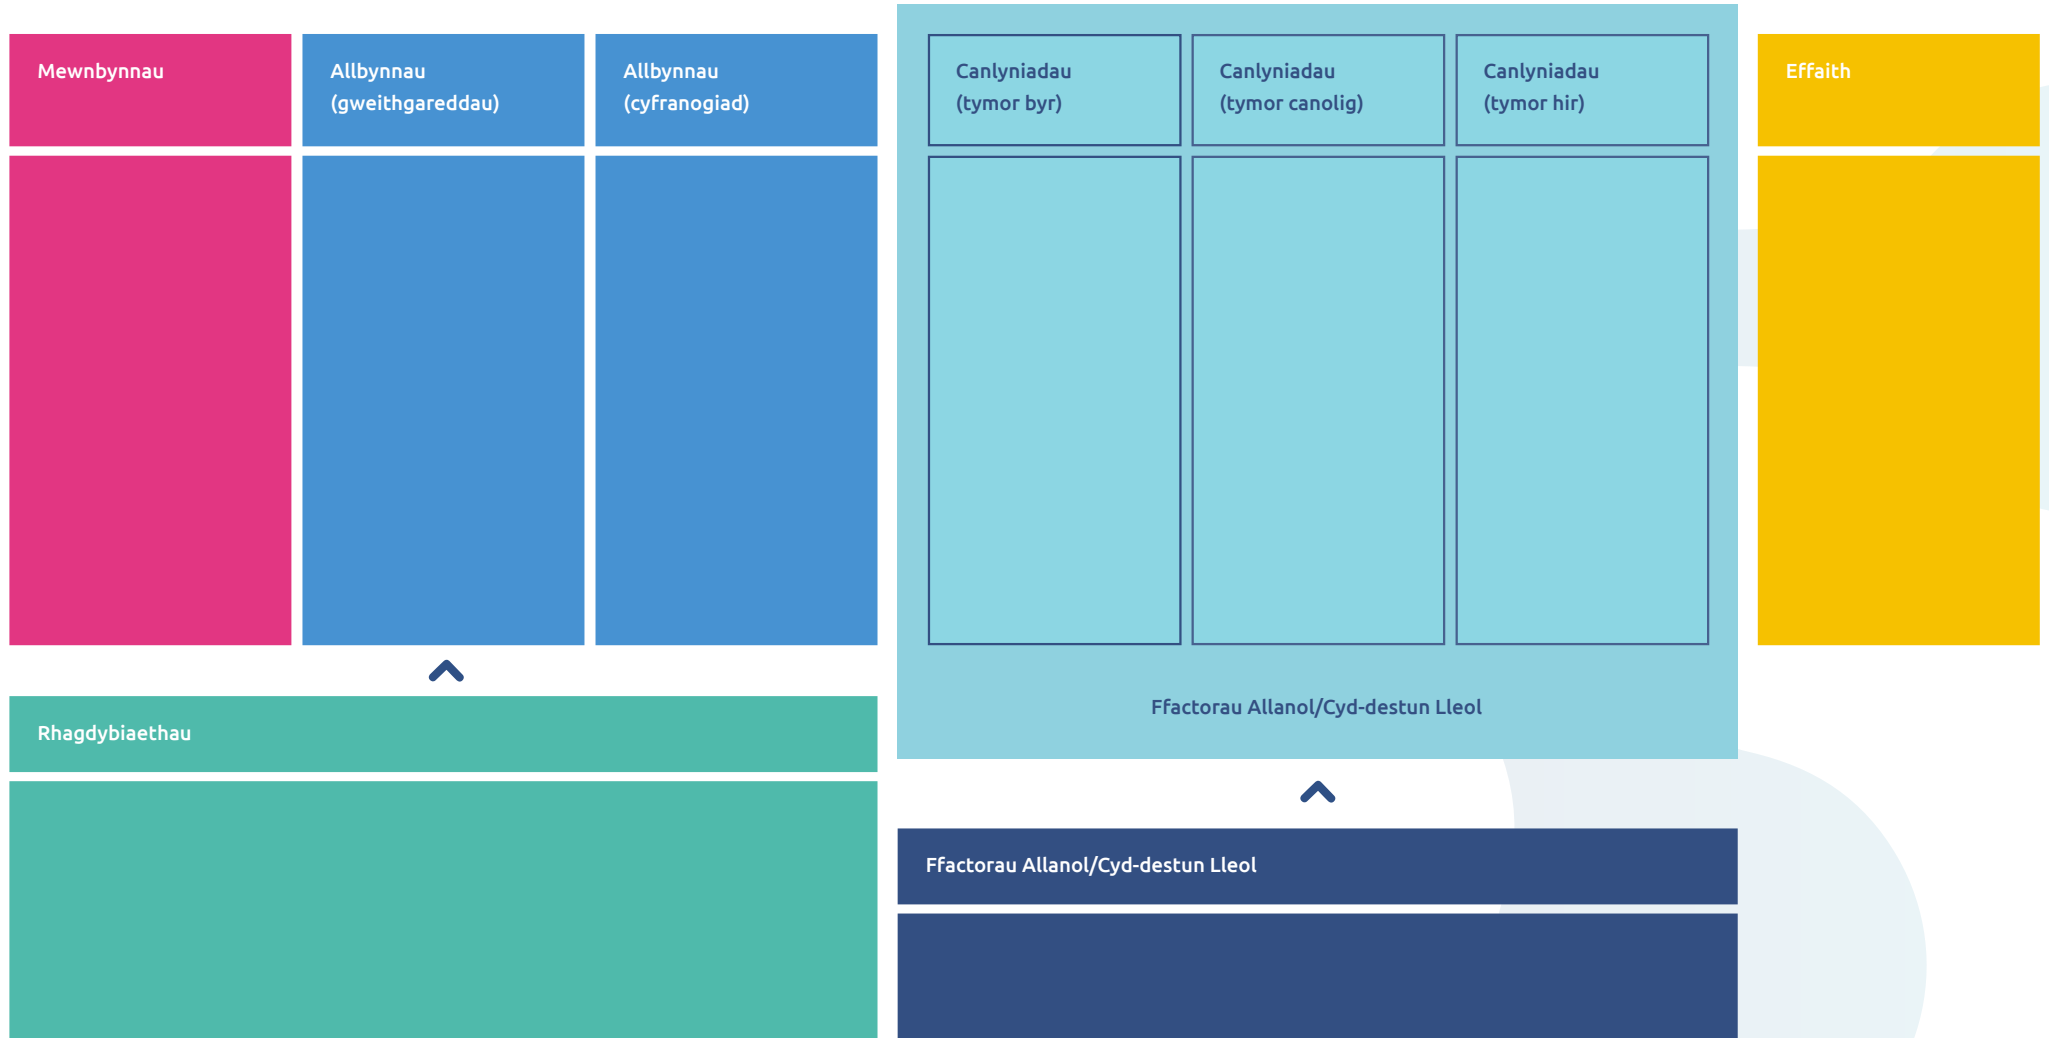 Mewnbynnau
Allbynnau
(gweithgareddau)
Allbynnau
(cyfranogiad)
Canlyniadau
(tymor byr)
Canlyniadau
(tymor canolig)
Canlyniadau
(tymor hir)
Effaith
Ffactorau Allanol/Cyd-destun Lleol
Rhagdybiaethau
Ffactorau Allanol/Cyd-destun Lleol